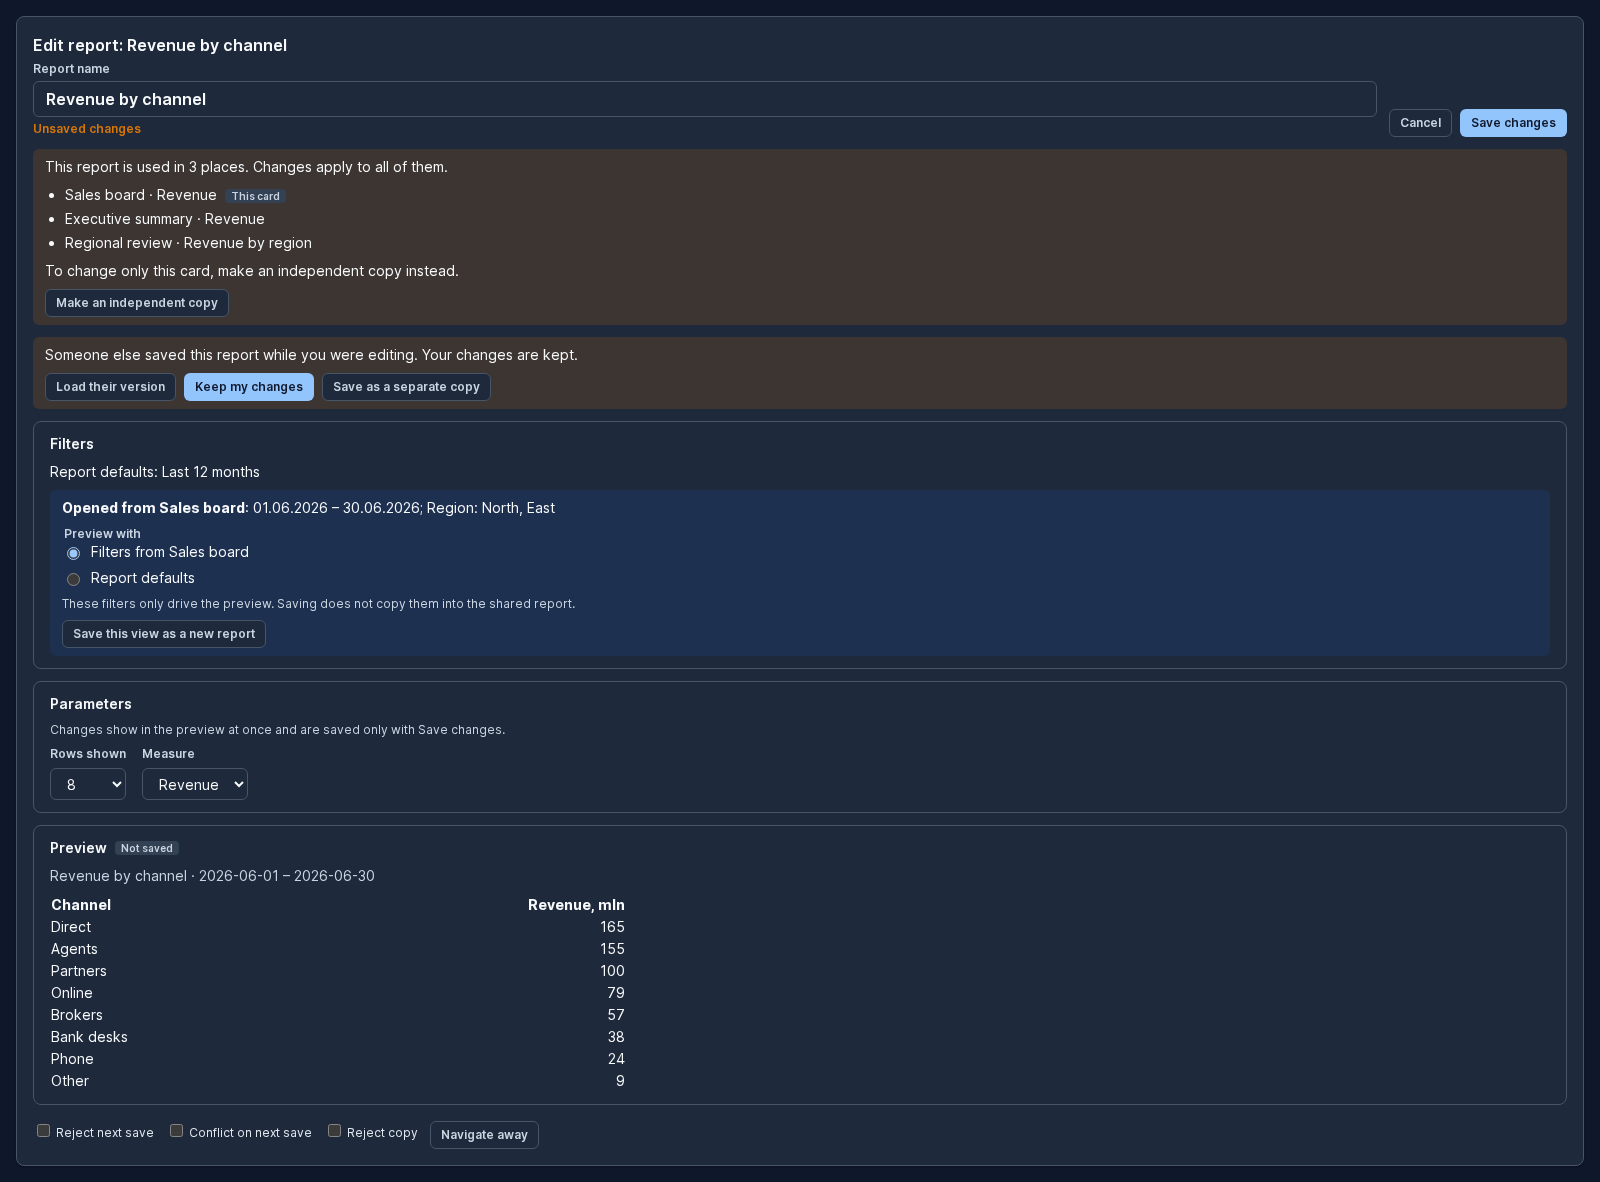 Edit report: Revenue by channel
Report name
Revenue by channel
Unsaved changes
Cancel
Save changes
This report is used in 3 places. Changes apply to all of them.
• Sales board · Revenue This card
• Executive summary · Revenue
• Regional review · Revenue by region
To change only this card, make an independent copy instead.
Make an independent copy
Someone else saved this report while you were editing. Your changes are kept.
Load their version Keep my changes Save as a separate copy
Filters
Report defaults: Last 12 months
Opened from Sales board: 01.06.2026 – 30.06.2026; Region: North, East
Preview with
Filters from Sales board
Report defaults
These filters only drive the preview. Saving does not copy them into the shared report.
Save this view as a new report
Parameters
Changes show in the preview at once and are saved only with Save changes.
Rows shown Measure
8 Revenue
Preview Not saved
Revenue by channel · 2026-06-01 – 2026-06-30
Channel Revenue, mln
Direct 165
Agents 155
Partners 100
Online 79
Brokers 57
Bank desks 38
Phone 24
Other 9
Reject next save Conflict on next save Reject copy Navigate away